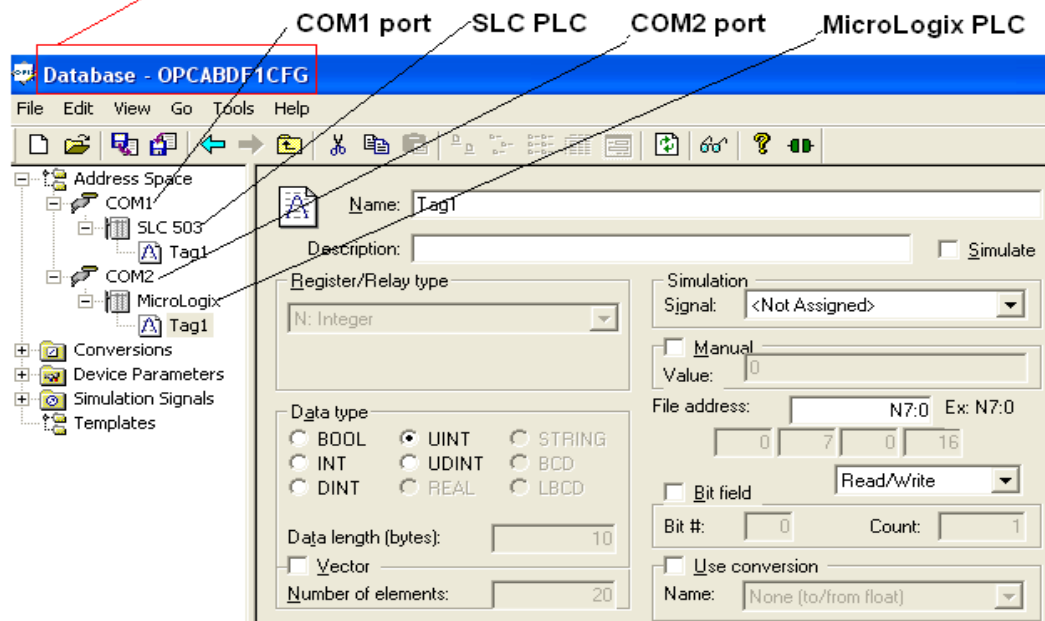 COM1 port SLC PLC COM2 port MicroLogix PLC
Database - OPCABDF1CFG
File Edit View Go Tools Help
Address Space
COM1
SLC 503
Tag1
COM2
MicroLogix
Tag1
Conversions
Device Parameters
Simulation Signals
Templates
Name: Tag1
Description: Simulate
Register/Relay type
N: Integer
Simulation
Signal: <Not Assigned>
Manual
Value: 0
Data type
BOOL UINT STRING
INT UDINT BCD
DINT REAL LBCD
Data length (bytes): 10
Vector
Number of elements: 20
File address: N7:0 Ex: N7:0
0 7 0 16
Read/Write
Bit field
Bit #: 0 Count: 1
Use conversion
Name: None (to/from float)